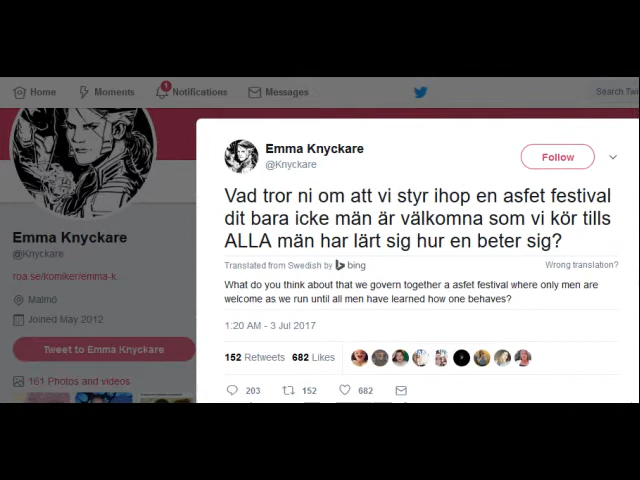 Home Moments 1 Notifications Messages Search Twi
Emma Knyckare
@Knyckare
Follow
Vad tror ni om att vi styr ihop en asfet festival
dit bara icke män är välkomna som vi kör tills
ALLA män har lärt sig hur en beter sig?
Translated from Swedish by bing Wrong translation?
What do you think about that we govern together a asfet festival where only men are
welcome as we run until all men have learned how one behaves?
1:20 AM - 3 Jul 2017
152 Retweets 682 Likes
203 152 682
Emma Knyckare
@Knyckare
roa.se/komiker/emma-k..
Malmö
Joined May 2012
Tweet to Emma Knyckare
161 Photos and videos